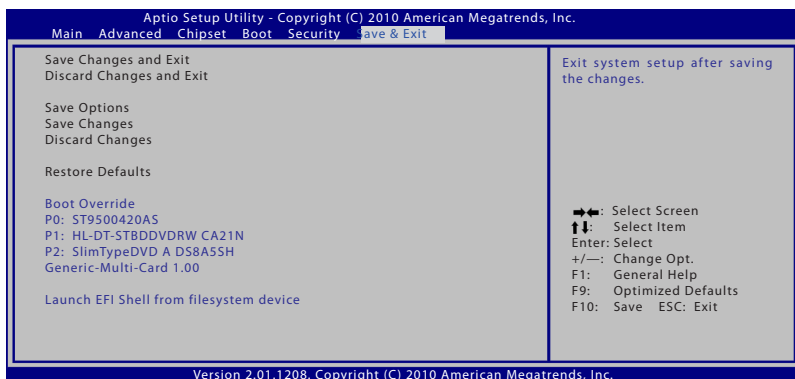 Aptio Setup Utility - Copyright (C) 2010 American Megatrends, Inc.
Main Advanced Chipset Boot Security Save & Exit
Save Changes and Exit
Discard Changes and Exit
Save Options
Save Changes
Discard Changes
Restore Defaults
Boot Override
P0: ST9500420AS
P1: HL-DT-STBDDVDRW CA21N
P2: SlimTypeDVD A DS8A5SH
Generic-Multi-Card 1.00
Launch EFI Shell from filesystem device
Exit system setup after saving
the changes.
➡⬅: Select Screen
⬆⬇: Select Item
Enter: Select
+/—: Change Opt.
F1: General Help
F9: Optimized Defaults
F10: Save ESC: Exit
Version 2.01.1208. Copyright (C) 2010 American Megatrends, Inc.